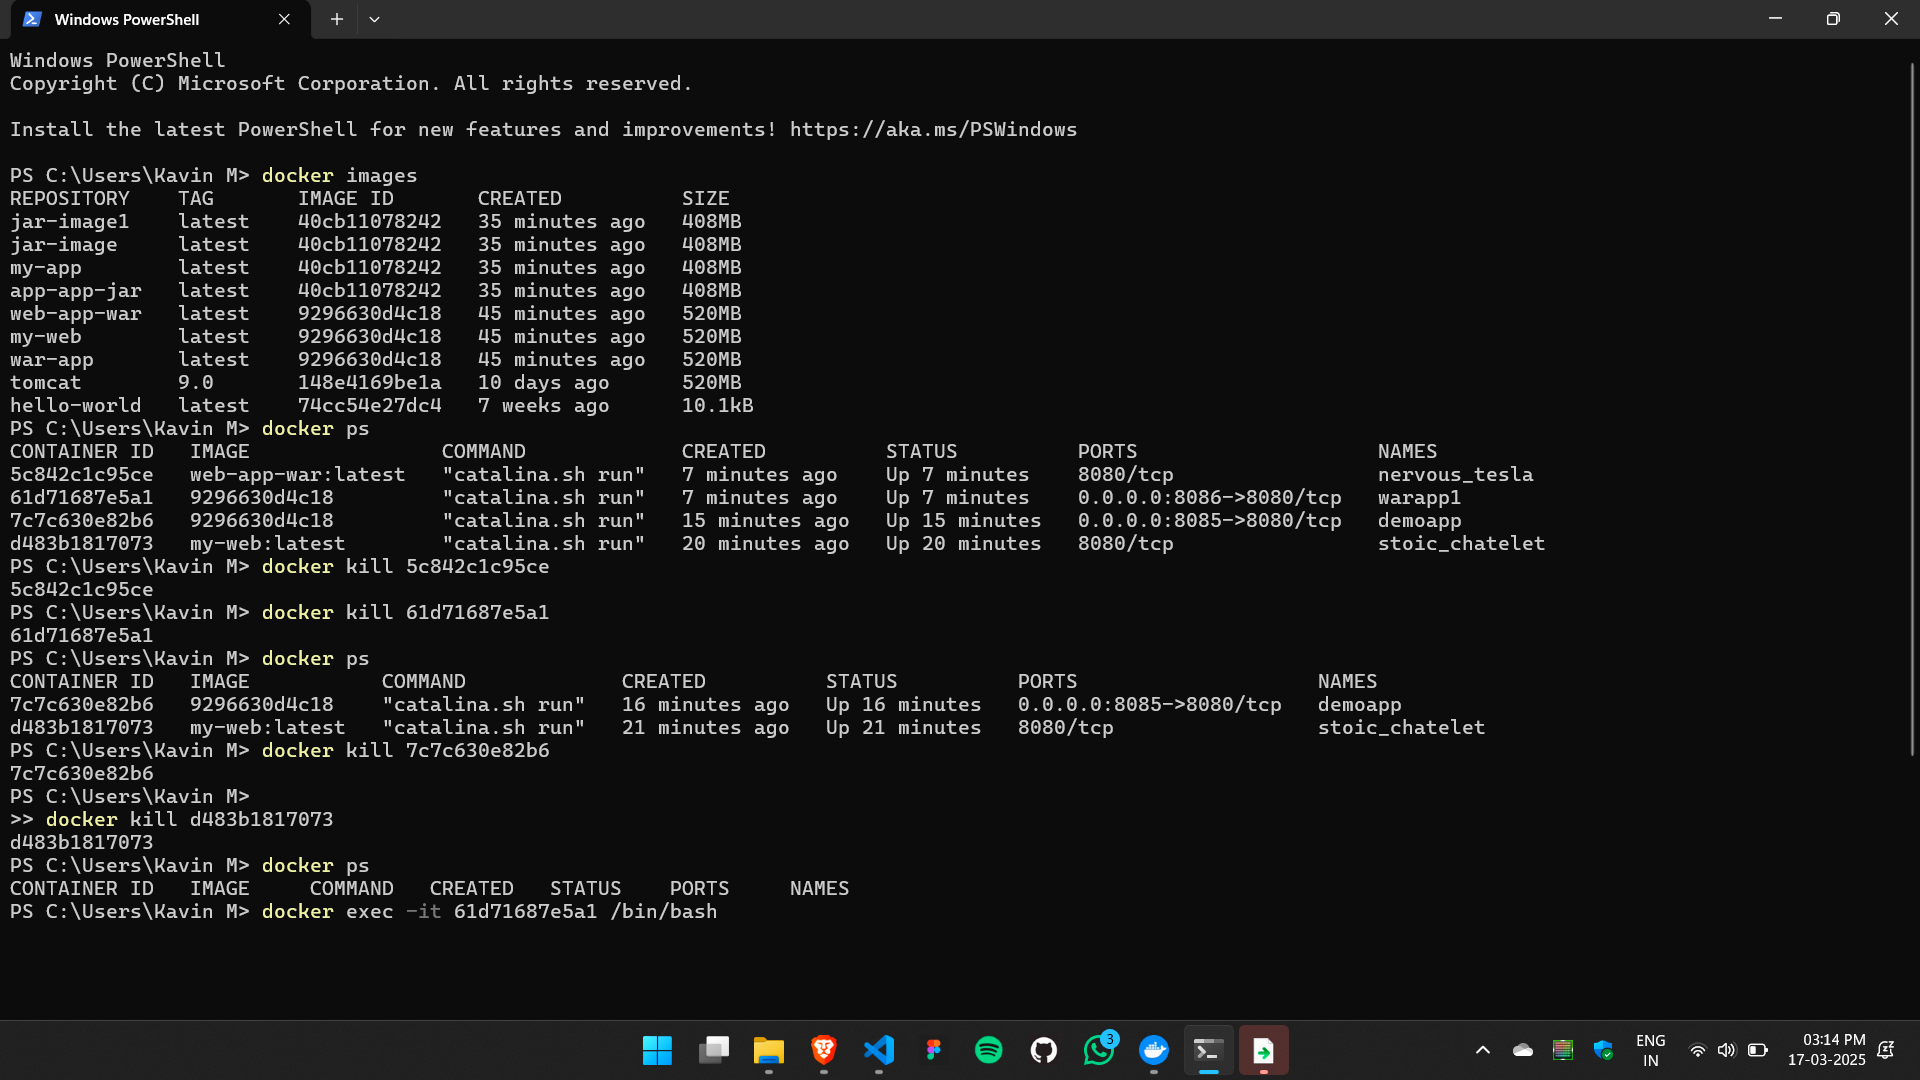 Windows PowerShell
Windows PowerShell
Copyright (C) Microsoft Corporation. All rights reserved.
Install the latest PowerShell for new features and improvements! https://aka.ms/PSWindows
PS C:\Users\Kavin M> docker images
REPOSITORY    TAG       IMAGE ID       CREATED          SIZE
jar-image1    latest    40cb11078242   35 minutes ago   408MB
jar-image     latest    40cb11078242   35 minutes ago   408MB
my-app        latest    40cb11078242   35 minutes ago   408MB
app-app-jar   latest    40cb11078242   35 minutes ago   408MB
web-app-war   latest    9296630d4c18   45 minutes ago   520MB
my-web        latest    9296630d4c18   45 minutes ago   520MB
war-app       latest    9296630d4c18   45 minutes ago   520MB
tomcat        9.0       148e4169be1a   10 days ago      520MB
hello-world   latest    74cc54e27dc4   7 weeks ago      10.1kB
PS C:\Users\Kavin M> docker ps
CONTAINER ID   IMAGE                COMMAND             CREATED          STATUS          PORTS                    NAMES
5c842c1c95ce   web-app-war:latest   "catalina.sh run"   7 minutes ago    Up 7 minutes    8080/tcp                 nervous_tesla
61d71687e5a1   9296630d4c18         "catalina.sh run"   7 minutes ago    Up 7 minutes    0.0.0.0:8086->8080/tcp   warapp1
7c7c630e82b6   9296630d4c18         "catalina.sh run"   15 minutes ago   Up 15 minutes   0.0.0.0:8085->8080/tcp   demoapp
d483b1817073   my-web:latest        "catalina.sh run"   20 minutes ago   Up 20 minutes   8080/tcp                 stoic_chatelet
PS C:\Users\Kavin M> docker kill 5c842c1c95ce
5c842c1c95ce
PS C:\Users\Kavin M> docker kill 61d71687e5a1
61d71687e5a1
PS C:\Users\Kavin M> docker ps
CONTAINER ID   IMAGE           COMMAND             CREATED          STATUS          PORTS                    NAMES
7c7c630e82b6   9296630d4c18    "catalina.sh run"   16 minutes ago   Up 16 minutes   0.0.0.0:8085->8080/tcp   demoapp
d483b1817073   my-web:latest   "catalina.sh run"   21 minutes ago   Up 21 minutes   8080/tcp                 stoic_chatelet
PS C:\Users\Kavin M> docker kill 7c7c630e82b6
7c7c630e82b6
PS C:\Users\Kavin M>
>> docker kill d483b1817073
d483b1817073
PS C:\Users\Kavin M> docker ps
CONTAINER ID   IMAGE     COMMAND   CREATED   STATUS    PORTS     NAMES
PS C:\Users\Kavin M> docker exec -it 61d71687e5a1 /bin/bash
3
ENG
IN
03:14 PM
17-03-2025